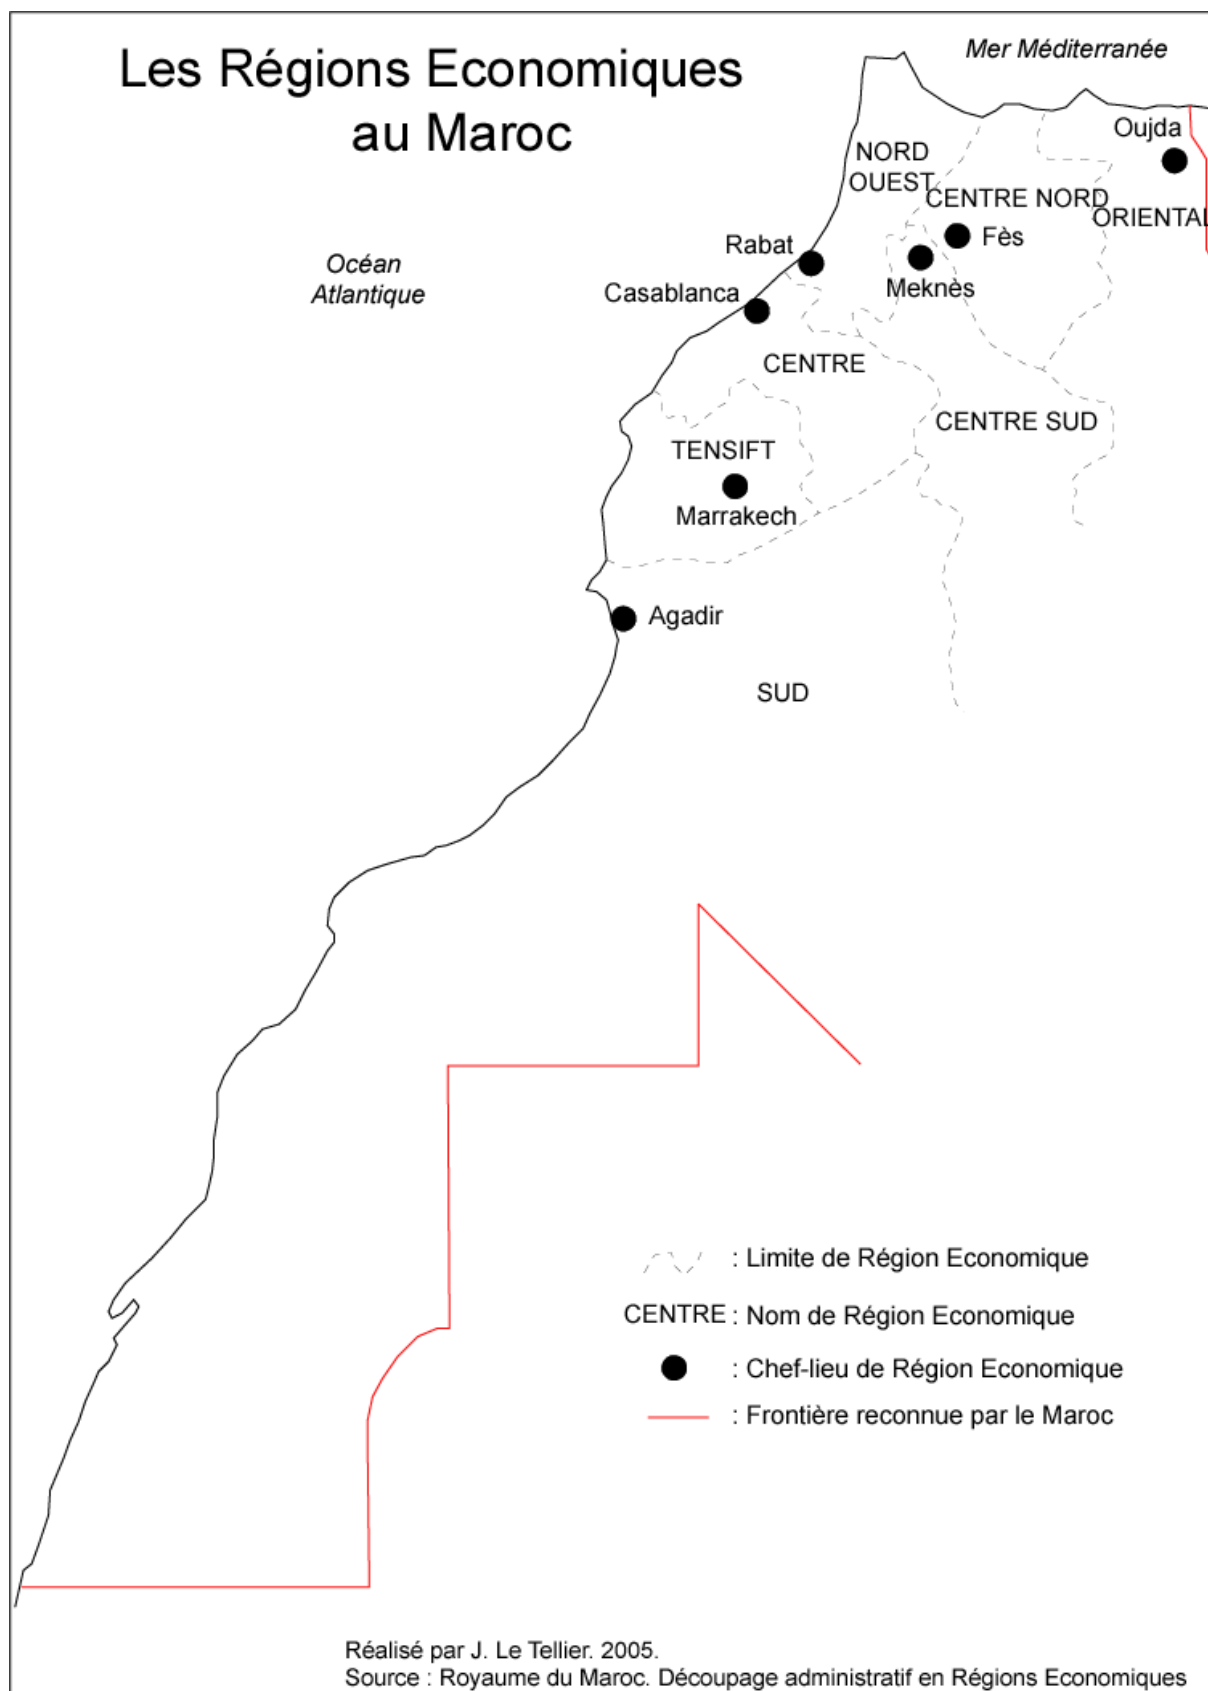 Les Régions Economiques
au Maroc
Mer Méditerranée
Oujda
NORD
OUEST
CENTRE NORD
ORIENTAL
Fès
Rabat
Meknès
Océan
Atlantique
Casablanca
CENTRE
CENTRE SUD
TENSIFT
Marrakech
Agadir
SUD
: Limite de Région Economique
CENTRE : Nom de Région Economique
: Chef-lieu de Région Economique
: Frontière reconnue par le Maroc
Réalisé par J. Le Tellier. 2005.
Source : Royaume du Maroc. Découpage administratif en Régions Economiques